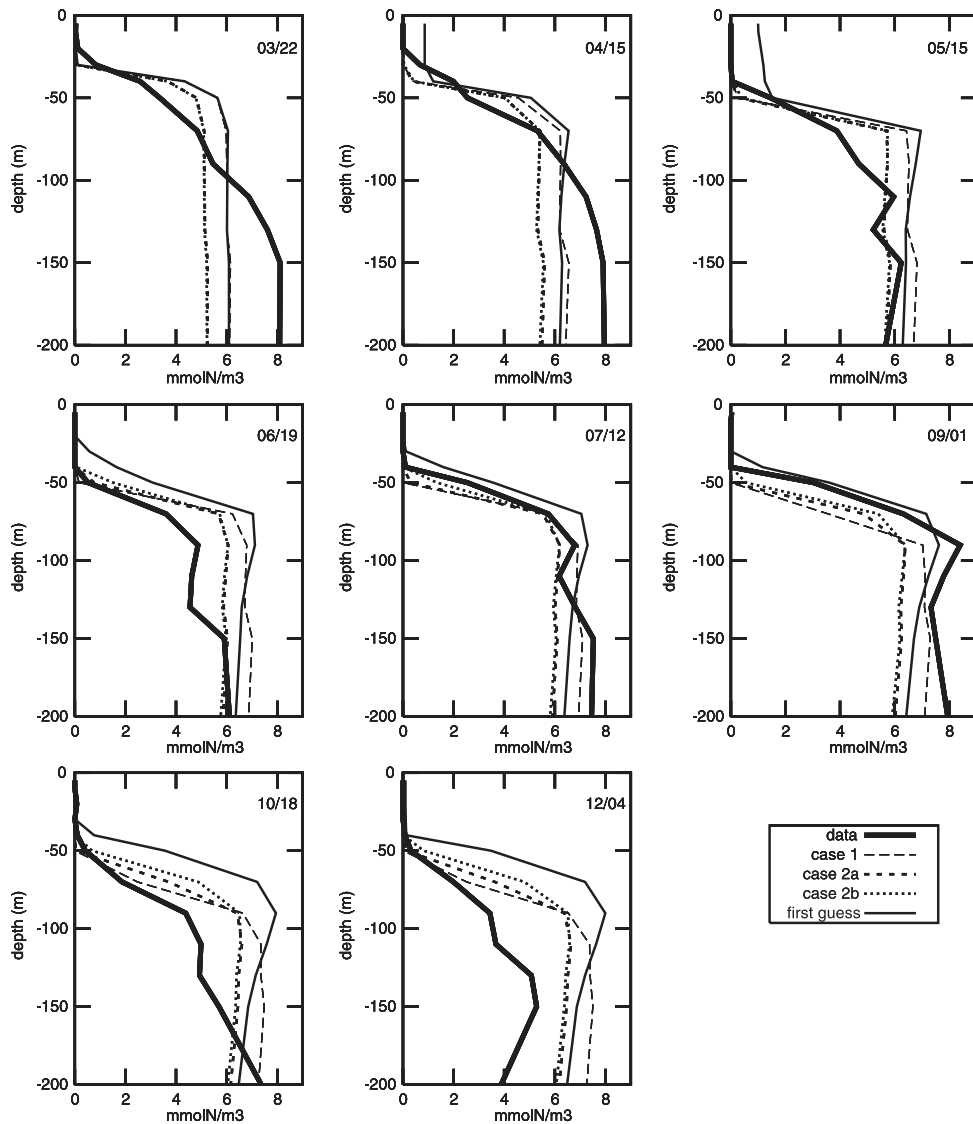 0
-50
-100
-150
-200
depth (m)
03/22
0 2 4 6 8
mmolN/m3
0
-50
-100
-150
-200
depth (m)
04/15
0 2 4 6 8
mmolN/m3
0
-50
-100
-150
-200
depth (m)
05/15
0 2 4 6 8
mmolN/m3
0
-50
-100
-150
-200
depth (m)
06/19
0 2 4 6 8
mmolN/m3
0
-50
-100
-150
-200
depth (m)
07/12
0 2 4 6 8
mmolN/m3
0
-50
-100
-150
-200
depth (m)
09/01
0 2 4 6 8
mmolN/m3
0
-50
-100
-150
-200
depth (m)
10/18
0 2 4 6 8
mmolN/m3
0
-50
-100
-150
-200
depth (m)
12/04
0 2 4 6 8
mmolN/m3
data
case 1
case 2a
case 2b
first guess